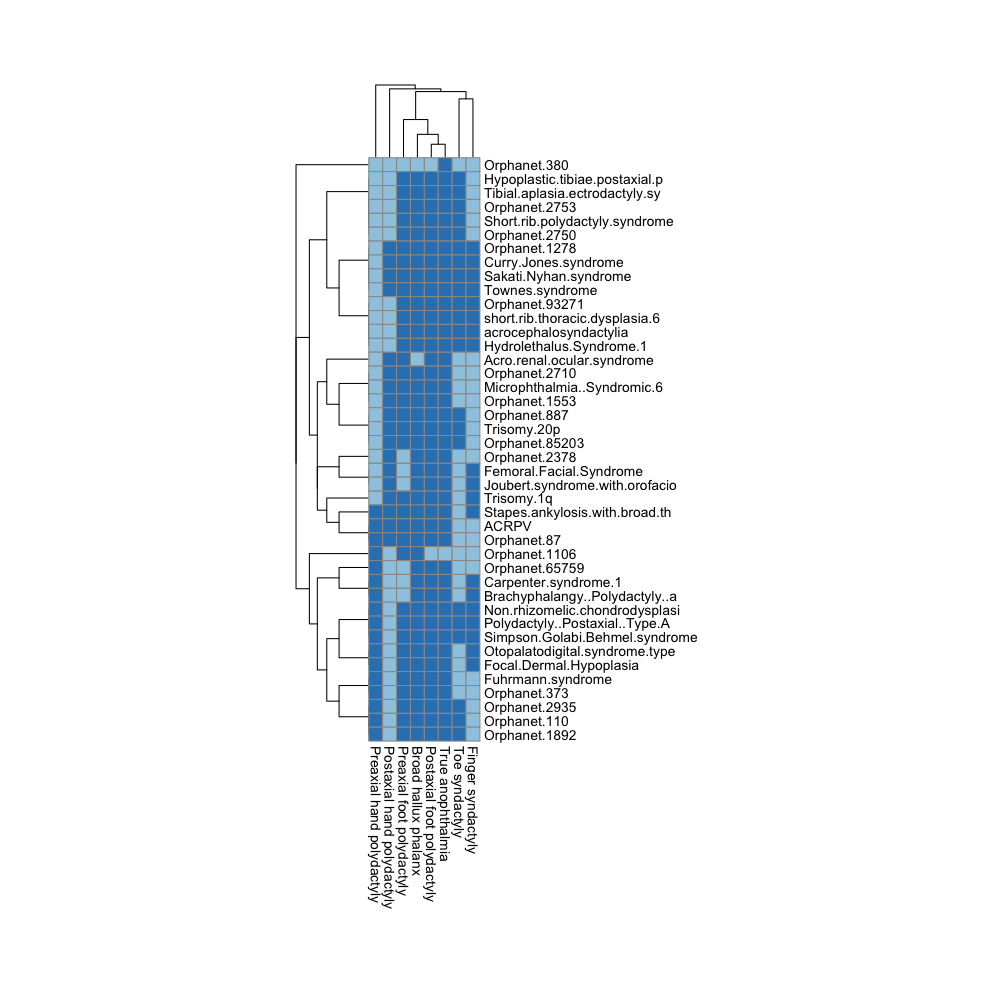 Orphanet.380
Hypoplastic.tibiae.postaxial.p
Tibial.aplasia.ectrodactyly.sy
Orphanet.2753
Short.rib.polydactyly.syndrome
Orphanet.2750
Orphanet.1278
Curry.Jones.syndrome
Sakati.Nyhan.syndrome
Townes.syndrome
Orphanet.93271
short.rib.thoracic.dysplasia.6
acrocephalosyndactylia
Hydrolethalus.Syndrome.1
Acro.renal.ocular.syndrome
Orphanet.2710
Microphthalmia..Syndromic.6
Orphanet.1553
Orphanet.887
Trisomy.20p
Orphanet.85203
Orphanet.2378
Femoral.Facial.Syndrome
Joubert.syndrome.with.orofacio
Trisomy.1q
Stapes.ankylosis.with.broad.th
ACRPV
Orphanet.87
Orphanet.1106
Orphanet.65759
Carpenter.syndrome.1
Brachyphalangy..Polydactyly..a
Non.rhizomelic.chondrodysplasi
Polydactyly..Postaxial..Type.A
Simpson.Golabi.Behmel.syndrome
Otopalatodigital.syndrome.type
Focal.Dermal.Hypoplasia
Fuhrmann.syndrome
Orphanet.373
Orphanet.2935
Orphanet.110
Orphanet.1892
Preaxial hand polydactyly
Postaxial hand polydactyly
Preaxial foot polydactyly
Broad hallux phalanx
Postaxial foot polydactyly
True anophthalmia
Toe syndactyly
Finger syndactyly